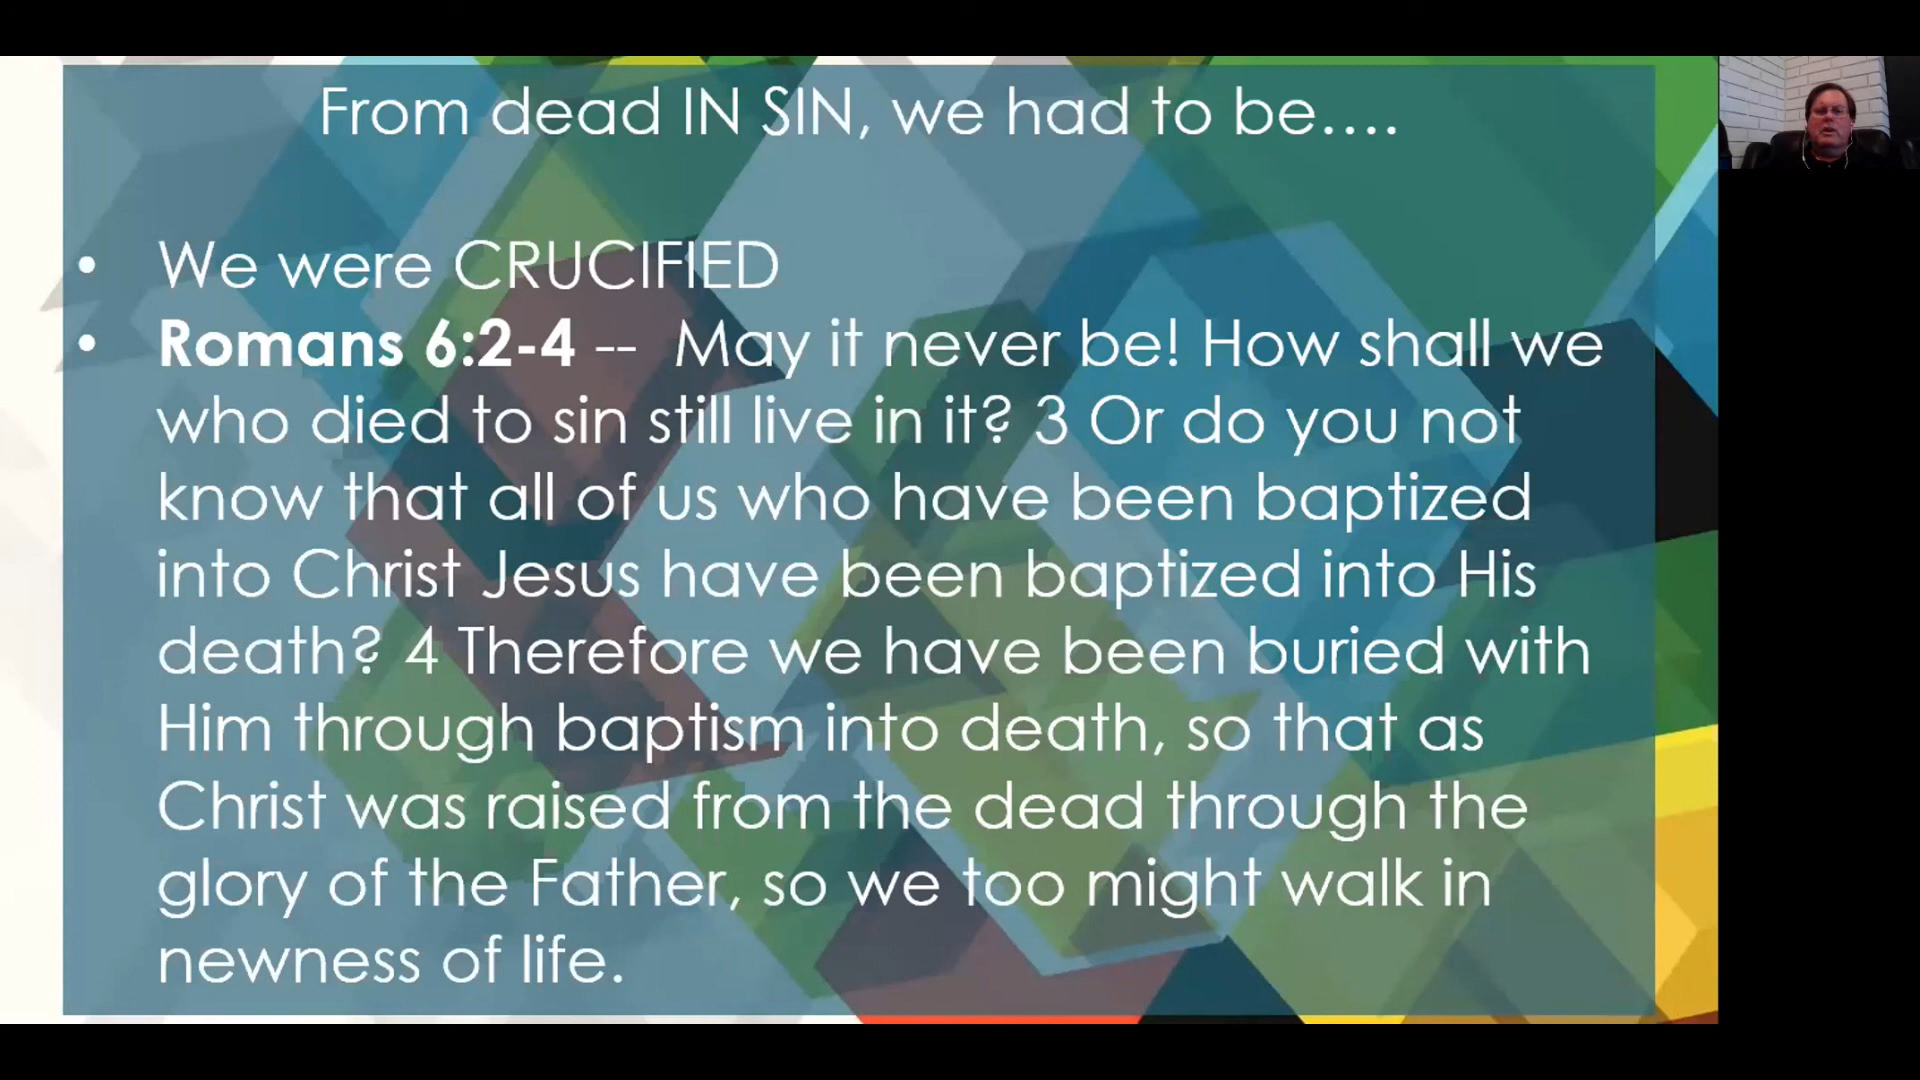 From dead IN SIN, we had to be....
• We were CRUCIFIED
• Romans 6:2-4 -- May it never be! How shall we
who died to sin still live in it? 3 Or do you not
know that all of us who have been baptized
into Christ Jesus have been baptized into His
death? 4 Therefore we have been buried with
Him through baptism into death, so that as
Christ was raised from the dead through the
glory of the Father, so we too might walk in
newness of life.